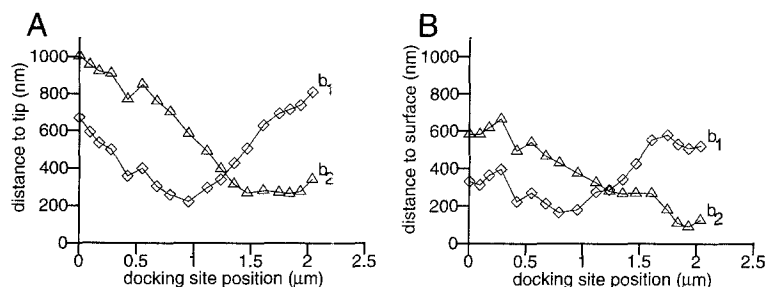 A
distance to tip (nm)
1000
800
600
400
200
0
b1
b2
0 0.5 1 1.5 2 2.5
docking site position (μm)
B
distance to surface (nm)
1000
800
600
400
200
0
b1
b2
0 0.5 1 1.5 2 2.5
docking site position (μm)